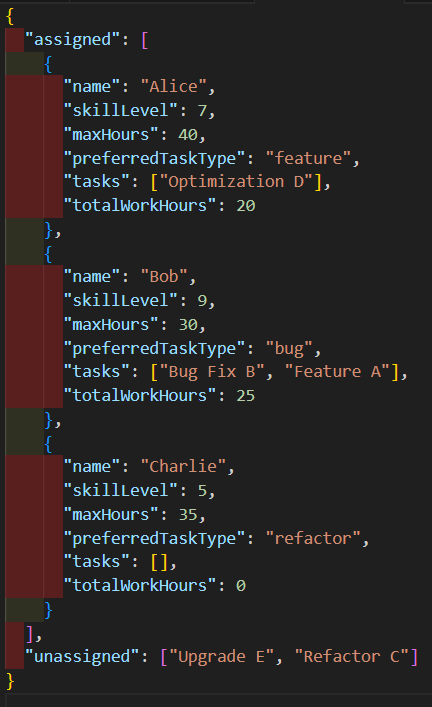 {
  "assigned": [
    {
      "name": "Alice",
      "skillLevel": 7,
      "maxHours": 40,
      "preferredTaskType": "feature",
      "tasks": ["Optimization D"],
      "totalWorkHours": 20
    },
    {
      "name": "Bob",
      "skillLevel": 9,
      "maxHours": 30,
      "preferredTaskType": "bug",
      "tasks": ["Bug Fix B", "Feature A"],
      "totalWorkHours": 25
    },
    {
      "name": "Charlie",
      "skillLevel": 5,
      "maxHours": 35,
      "preferredTaskType": "refactor",
      "tasks": [],
      "totalWorkHours": 0
    }
  ],
  "unassigned": ["Upgrade E", "Refactor C"]
}